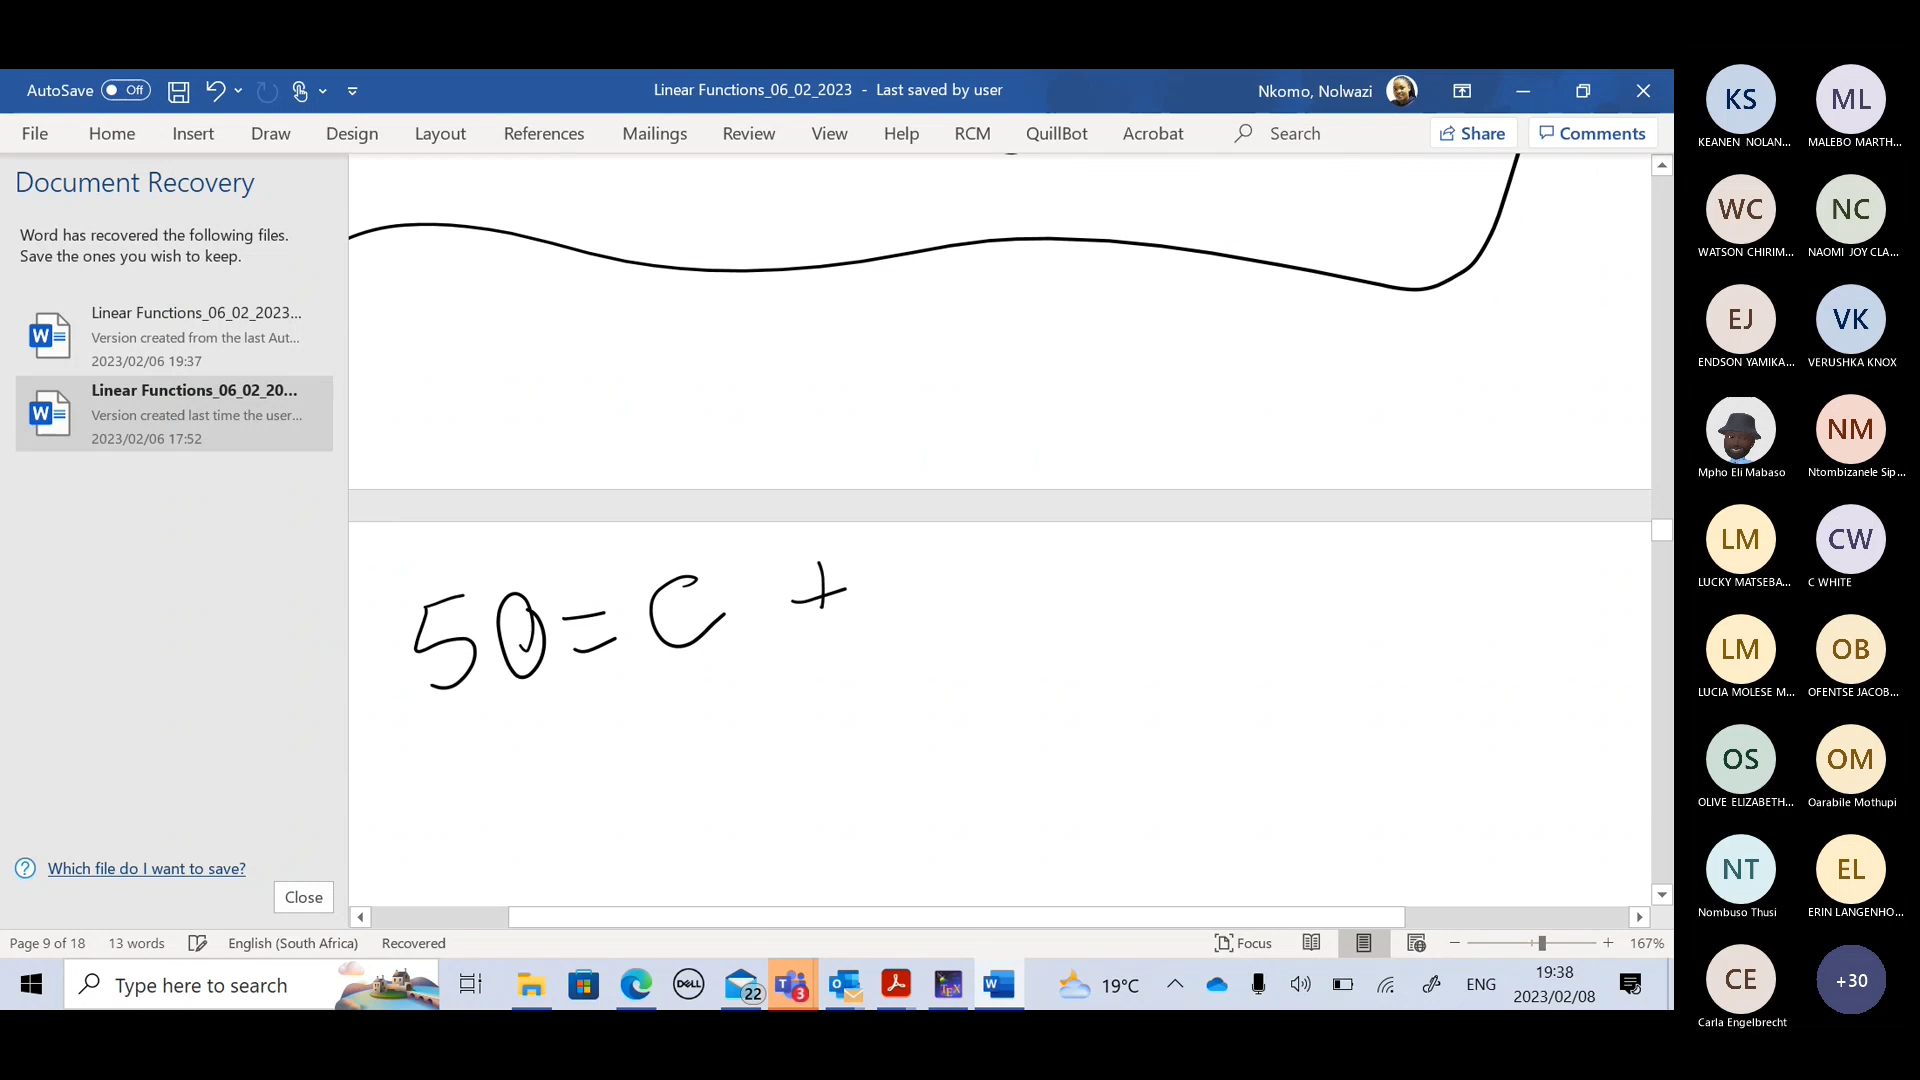 AutoSave Off
Linear Functions_06_02_2023 - Last saved by user
Nkomo, Nolwazi
File Home Insert Draw Design Layout References Mailings Review View Help RCM QuillBot Acrobat Search Share Comments
Document Recovery
Word has recovered the following files.
Save the ones you wish to keep.
Linear Functions_06_02_2023...
Version created from the last Aut...
2023/02/06 19:37
Linear Functions_06_02_20...
Version created last time the user...
2023/02/06 17:52
50 = C +
Which file do I want to save?
Close
Page 9 of 18 13 words English (South Africa) Recovered Focus 167%
Type here to search
DELL
22
3
TEX
19°C
ENG
19:38
2023/02/08
KS
KEANEN NOLAN...
ML
MALEBO MARTH...
WC
WATSON CHIRIM...
NC
NAOMI JOY CLA...
EJ
ENDSON YAMIKA...
VK
VERUSHKA KNOX
Mpho Eli Mabaso
NM
Ntombizanele Sip...
LM
LUCKY MATSEBA...
CW
C WHITE
LM
LUCIA MOLESE M...
OB
OFENTSE JACOB...
OS
OLIVE ELIZABETH...
OM
Oarabile Mothupi
NT
Nombuso Thusi
EL
ERIN LANGENHO...
CE
Carla Engelbrecht
+30